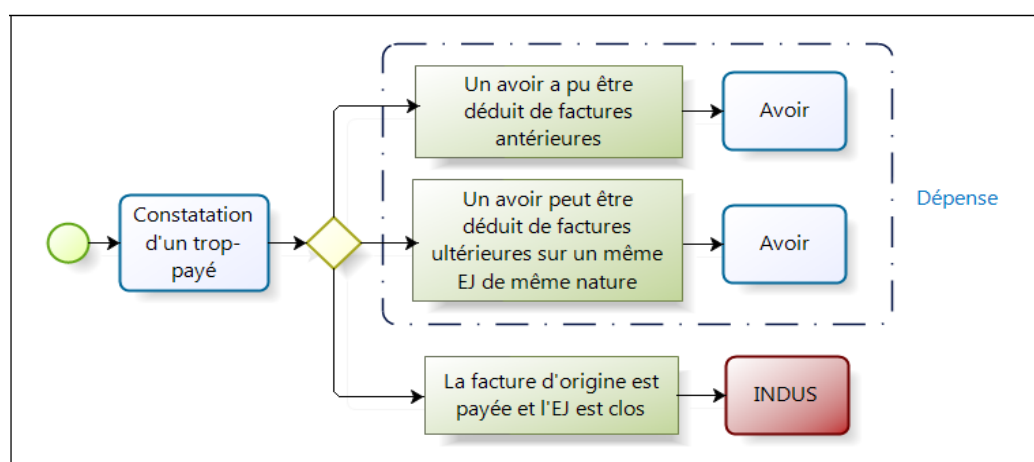 Constatation
d'un trop-
payé
Un avoir a pu être
déduit de factures
antérieures
Avoir
Un avoir peut être
déduit de factures
ultérieures sur un même
EJ de même nature
Avoir
Dépense
La facture d'origine est
payée et l'EJ est clos
INDUS